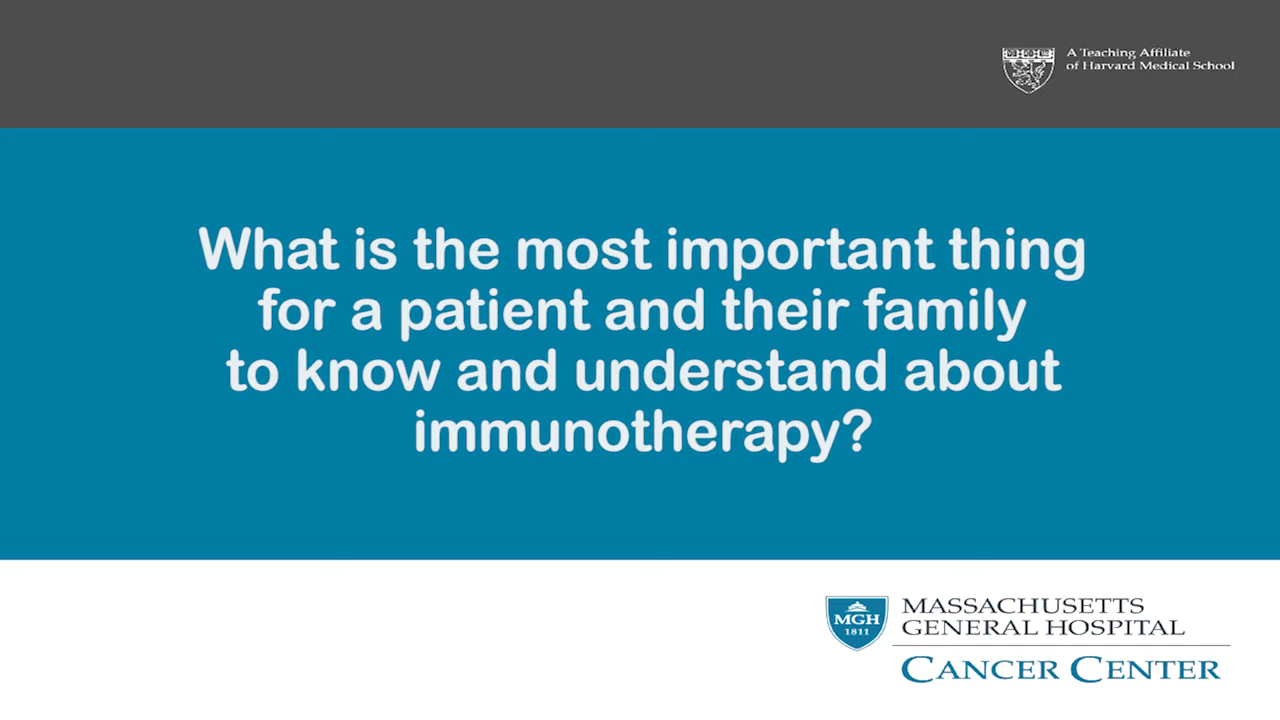 A Teaching Affiliate
of Harvard Medical School
What is the most important thing
for a patient and their family
to know and understand about
immunotherapy?
MGH
1811
MASSACHUSETTS
GENERAL HOSPITAL
CANCER CENTER